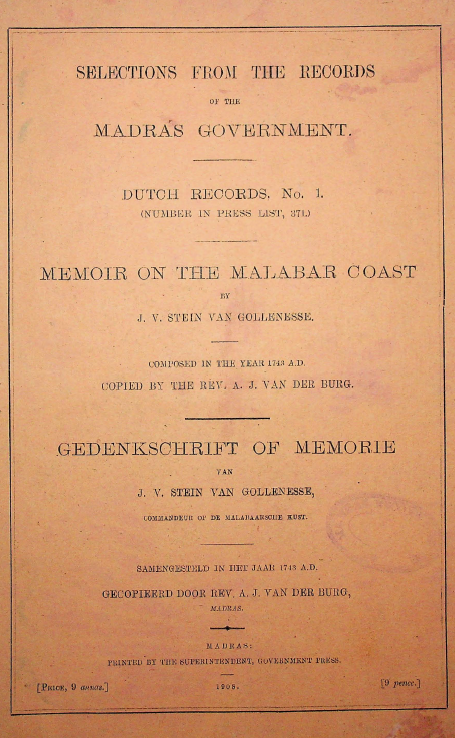 SELECTIONS FROM THE RECORDS
OF THE
MADRAS GOVERNMENT.
DUTCH RECORDS, No. 1.
(NUMBER IN PRESS LIST, 371.)
MEMOIR ON THE MALABAR COAST
BY
J. V. STEIN VAN GOLLENESSE,
COMPOSED IN THE YEAR 1743 A.D.
COPIED BY THE REV. A. J. VAN DER BURG.
GEDENKSCHRIFT OF MEMORIE
VAN
J. V. STEIN VAN GOLLENESSE,
COMMANDEUR OP DE MALABAARSCHE KUST.
SAMENGESTELD IN HET JAAR 1743 A.D.
GECOPIEERD DOOR REV. A. J. VAN DER BURG,
MADRAS.
MADRAS:
PRINTED BY THE SUPERINTENDENT, GOVERNMENT PRESS.
[PRICE, 9 annas.] 1908. [9 pence.]